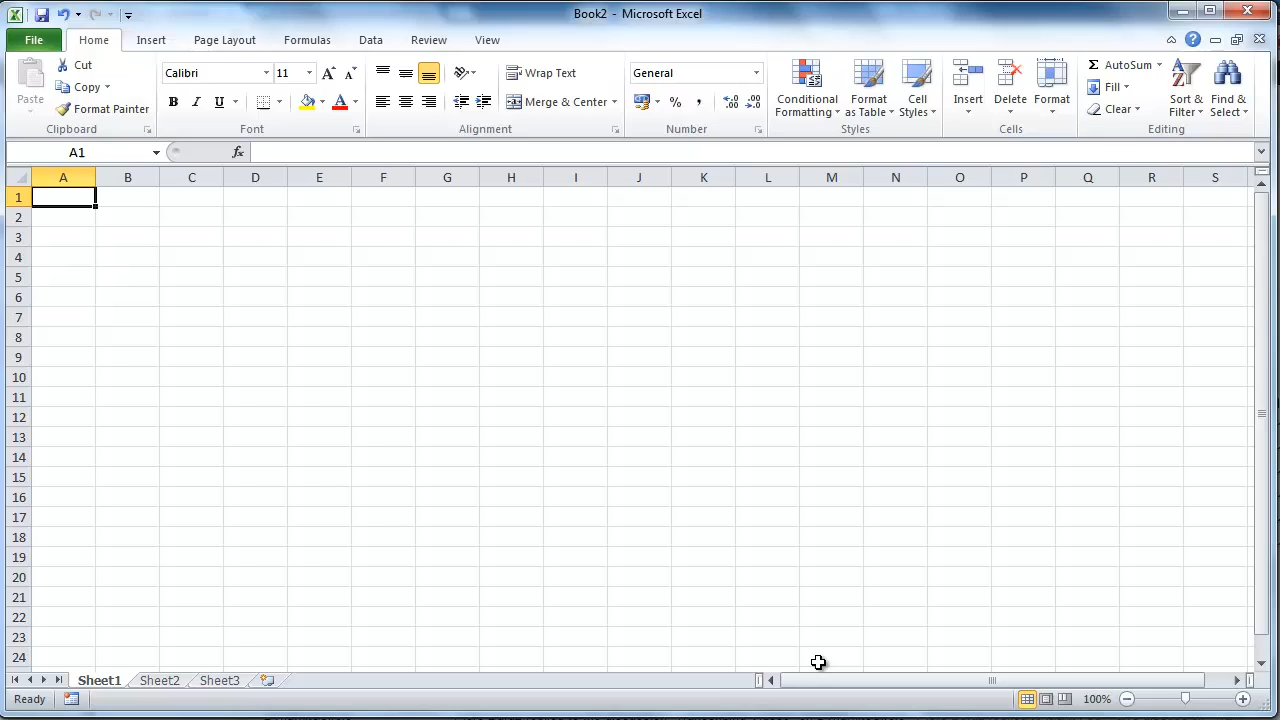 Book2 - Microsoft Excel
File Home Insert Page Layout Formulas Data Review View
Paste
Cut
Copy
Format Painter
Clipboard
Calibri 11
B I U
Font
Wrap Text
Merge & Center
Alignment
General
% ,
Number
Conditional Formatting
Format as Table
Cell Styles
Styles
Insert
Delete
Format
Cells
Σ AutoSum
Fill
Clear
Sort & Filter
Find & Select
Editing
A1 fx
A B C D E F G H I J K L M N O P Q R S
1
2
3
4
5
6
7
8
9
10
11
12
13
14
15
16
17
18
19
20
21
22
23
24
Sheet1 Sheet2 Sheet3
Ready 100%